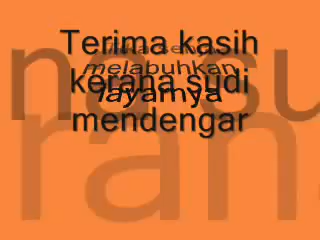 Terima kasih
kerana sudi
mendengar
melabuhkan
layarnya